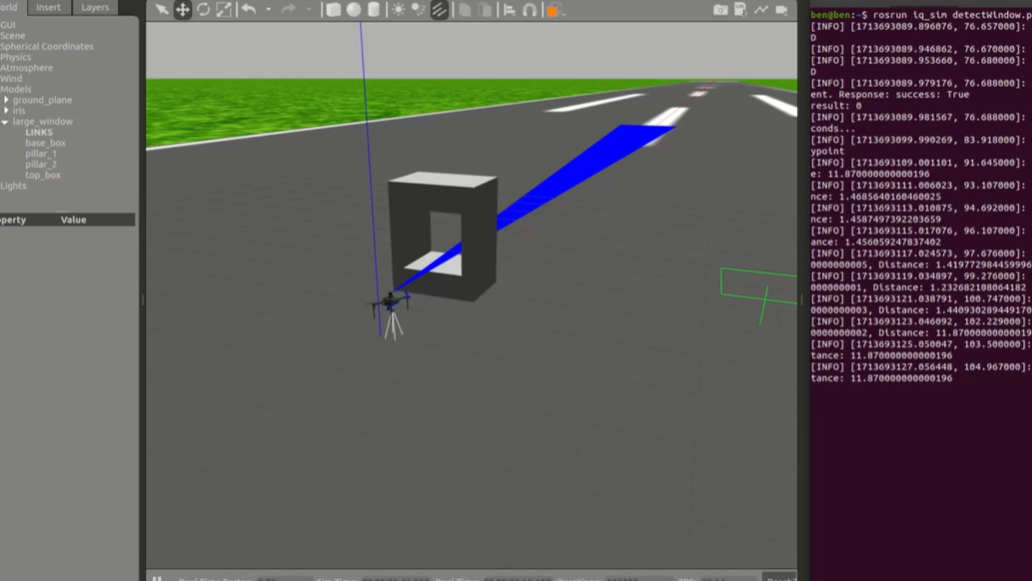 orld Insert Layers
GUI
Scene
Spherical Coordinates
Physics
Atmosphere
Wind
Models
ground_plane
iris
large_window
LINKS
base_box
pillar_1
pillar_2
top_box
Lights
operty Value
ben@ben:~$ rosrun iq_sim detectWindow.p
[INFO] [1713693089.896076, 76.657000]:
D
[INFO] [1713693089.946862, 76.670000]:
[INFO] [1713693089.953660, 76.680000]:
D
[INFO] [1713693089.979176, 76.688000]:
ent. Response: success: True
result: 0
[INFO] [1713693089.981567, 76.688000]:
conds...
[INFO] [1713693099.990269, 83.918000]:
ypoint
[INFO] [1713693109.001101, 91.645000]:
e: 11.870000000000196
[INFO] [1713693111.006023, 93.107000]:
nce: 1.4685640160460025
[INFO] [1713693113.010875, 94.692000]:
nce: 1.4587497392203659
[INFO] [1713693115.017076, 96.107000]:
ance: 1.456059247837402
[INFO] [1713693117.024573, 97.676000]:
0000000005, Distance: 1.4197729844599996
[INFO] [1713693119.034897, 99.276000]:
000000001, Distance: 1.232682108064182
[INFO] [1713693121.038791, 100.747000]:
0000000003, Distance: 1.440930289449170
[INFO] [1713693123.046092, 102.229000]:
0000000002, Distance: 11.87000000000019
[INFO] [1713693125.050047, 103.500000]:
tance: 11.870000000000196
[INFO] [1713693127.056448, 104.967000]:
tance: 11.870000000000196